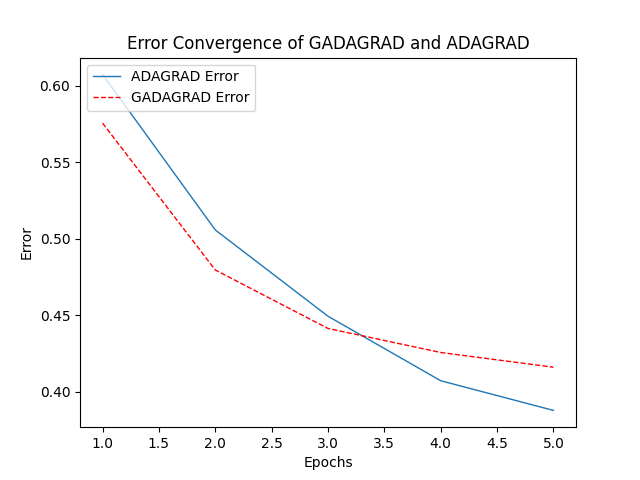 Error Convergence of GADAGRAD and ADAGRAD
ADAGRAD Error
GADAGRAD Error
0.60
0.55
0.50
0.45
0.40
Error
1.0 1.5 2.0 2.5 3.0 3.5 4.0 4.5 5.0
Epochs